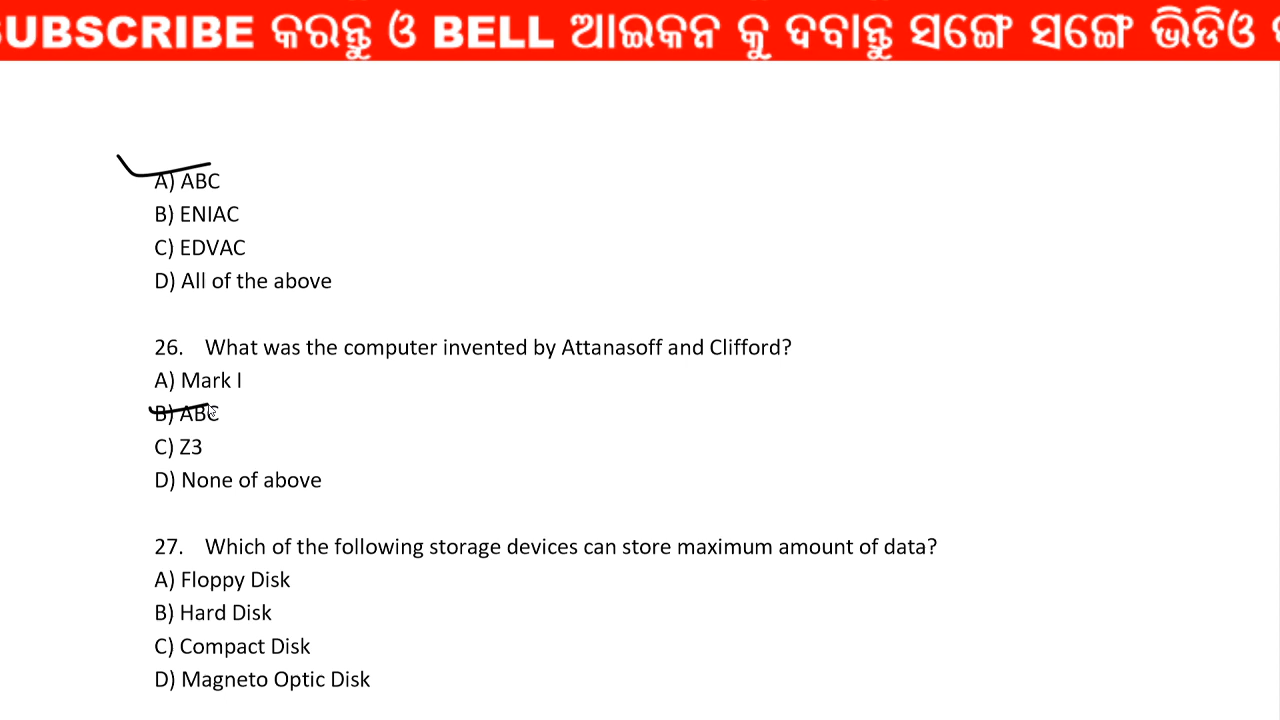 SUBSCRIBE କରନ୍ତୁ ଓ BELL ଆଇକନ କୁ ଦବାନ୍ତୁ ସଙ୍ଗେ ସଙ୍ଗେ ଭିଡିଓ
A) ABC
B) ENIAC
C) EDVAC
D) All of the above
26. What was the computer invented by Attanasoff and Clifford?
A) Mark I
B) ABC
C) Z3
D) None of above
27. Which of the following storage devices can store maximum amount of data?
A) Floppy Disk
B) Hard Disk
C) Compact Disk
D) Magneto Optic Disk